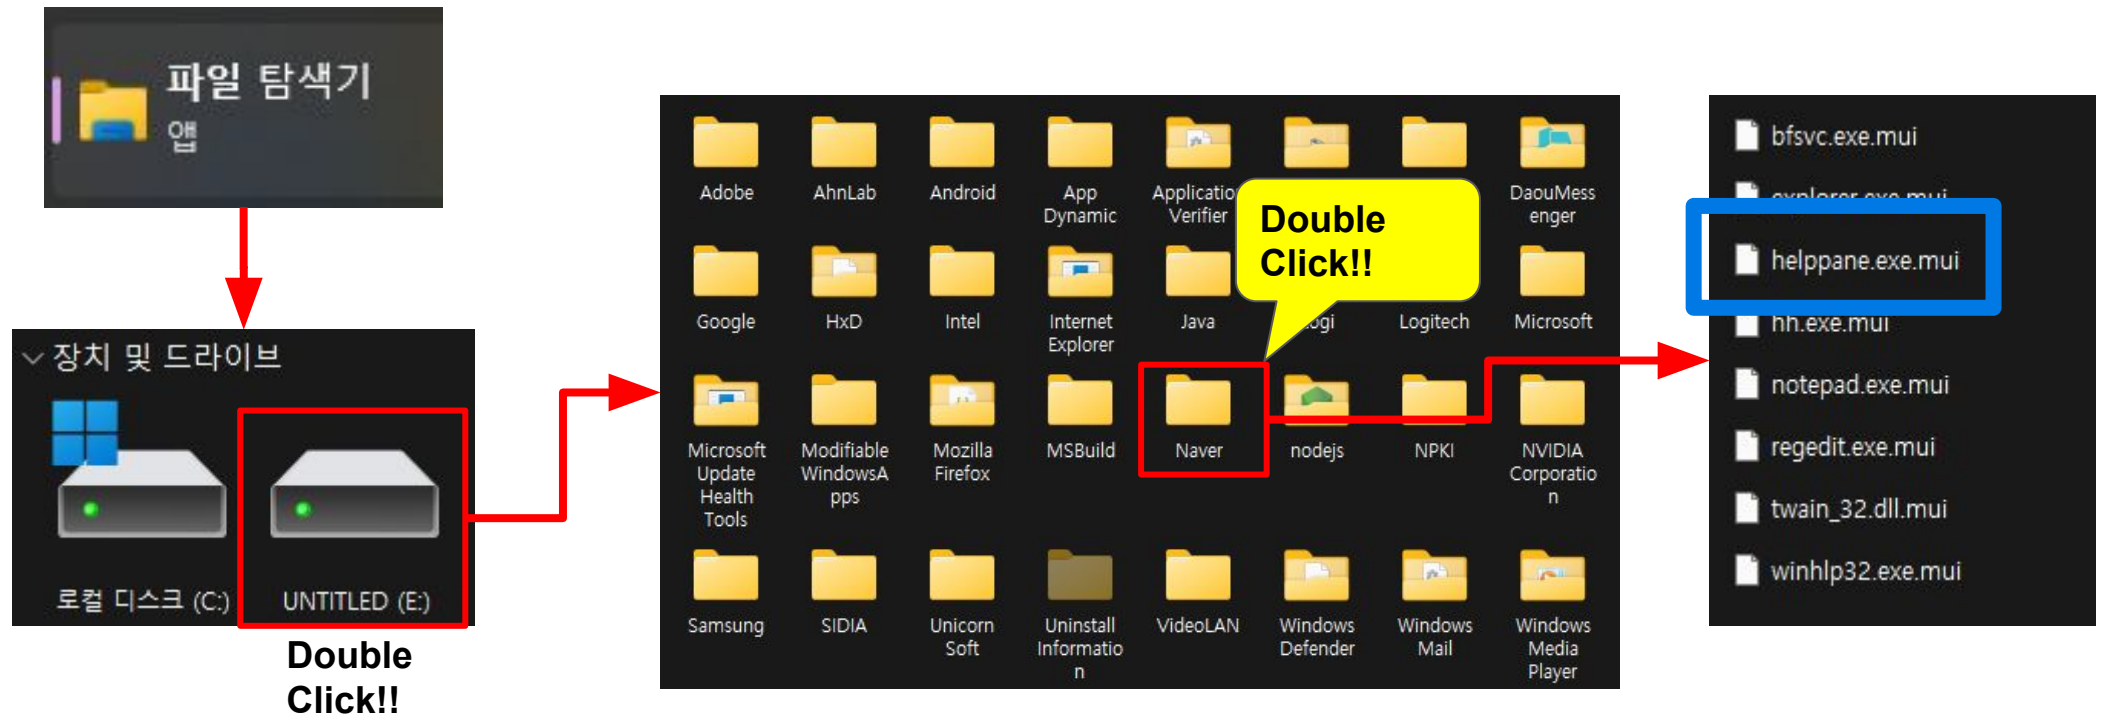 파일 탐색기
앱
장치 및 드라이브
로컬 디스크 (C:)
UNTITLED (E:)
Double
Click!!
Adobe
AhnLab
Android
App
Dynamic
Verifier
DaouMess
enger
Double
Click!!
Google
HxD
Intel
Internet
Explorer
Java
Logitech
Microsoft
Microsoft
Update
Health
Tools
Modifiable
WindowsA
pps
Mozilla
Firefox
MSBuild
Naver
nodejs
NPKI
NVIDIA
Corporatio
n
Samsung
SIDIA
Unicorn
Soft
Uninstall
Informatio
n
VideoLAN
Windows
Defender
Windows
Mail
Windows
Media
Player
bfsvc.exe.mui
explorer.exe.mui
helppane.exe.mui
hh.exe.mui
notepad.exe.mui
regedit.exe.mui
twain_32.dll.mui
winhlp32.exe.mui